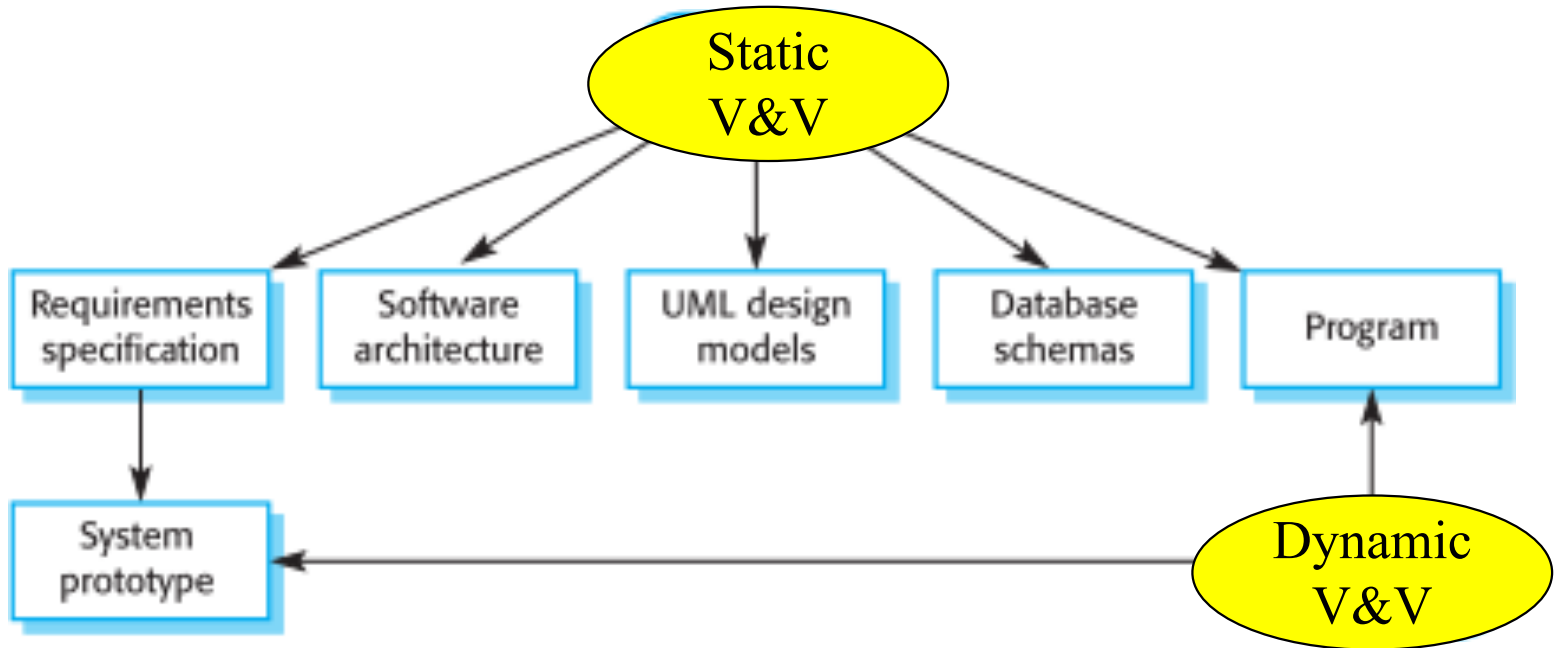 Static
V&V
Requirements
specification
Software
architecture
UML design
models
Database
schemas
Program
System
prototype
Dynamic
V&V